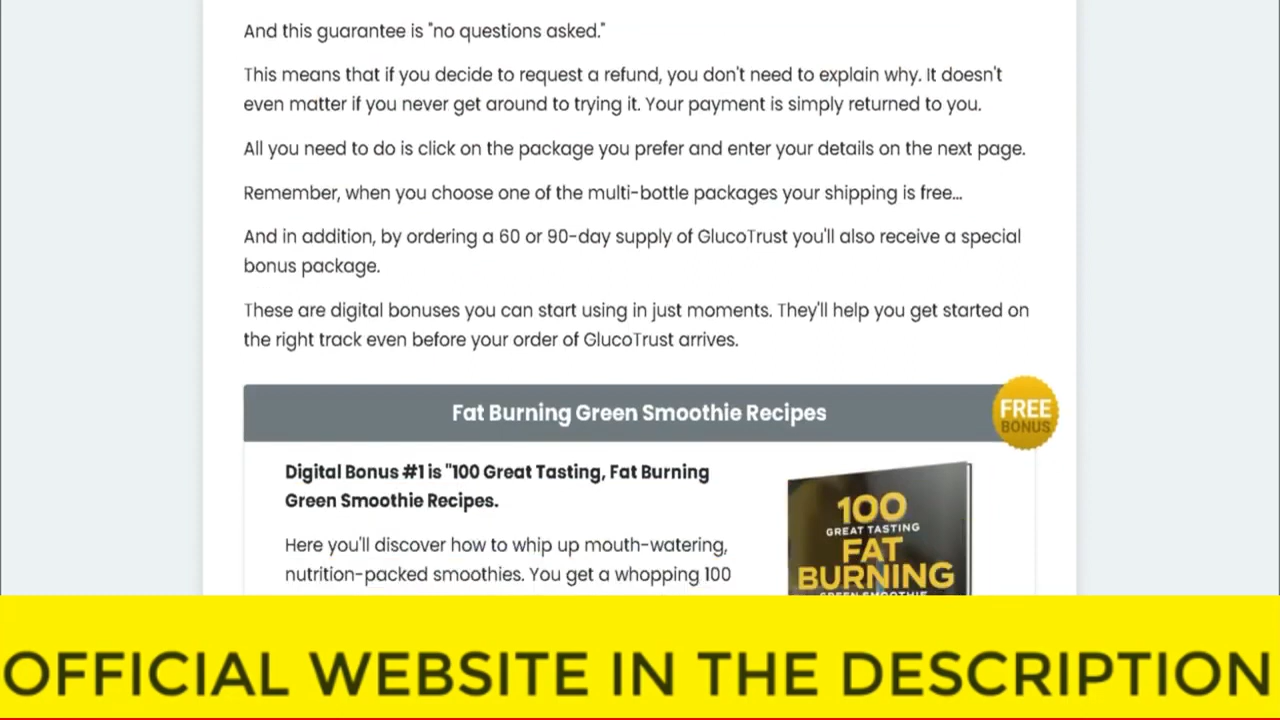 And this guarantee is "no questions asked."
This means that if you decide to request a refund, you don't need to explain why. It doesn't
even matter if you never get around to trying it. Your payment is simply returned to you.
All you need to do is click on the package you prefer and enter your details on the next page.
Remember, when you choose one of the multi-bottle packages your shipping is free...
And in addition, by ordering a 60 or 90-day supply of GlucoTrust you'll also receive a special
bonus package.
These are digital bonuses you can start using in just moments. They'll help you get started on
the right track even before your order of GlucoTrust arrives.
Fat Burning Green Smoothie Recipes
FREE
BONUS
Digital Bonus #1 is "100 Great Tasting, Fat Burning
Green Smoothie Recipes.
Here you'll discover how to whip up mouth-watering,
nutrition-packed smoothies. You get a whopping 100
100
GREAT TASTING
FAT
BURNING
GREEN SMOOTHIE
OFFICIAL WEBSITE IN THE DESCRIPTION